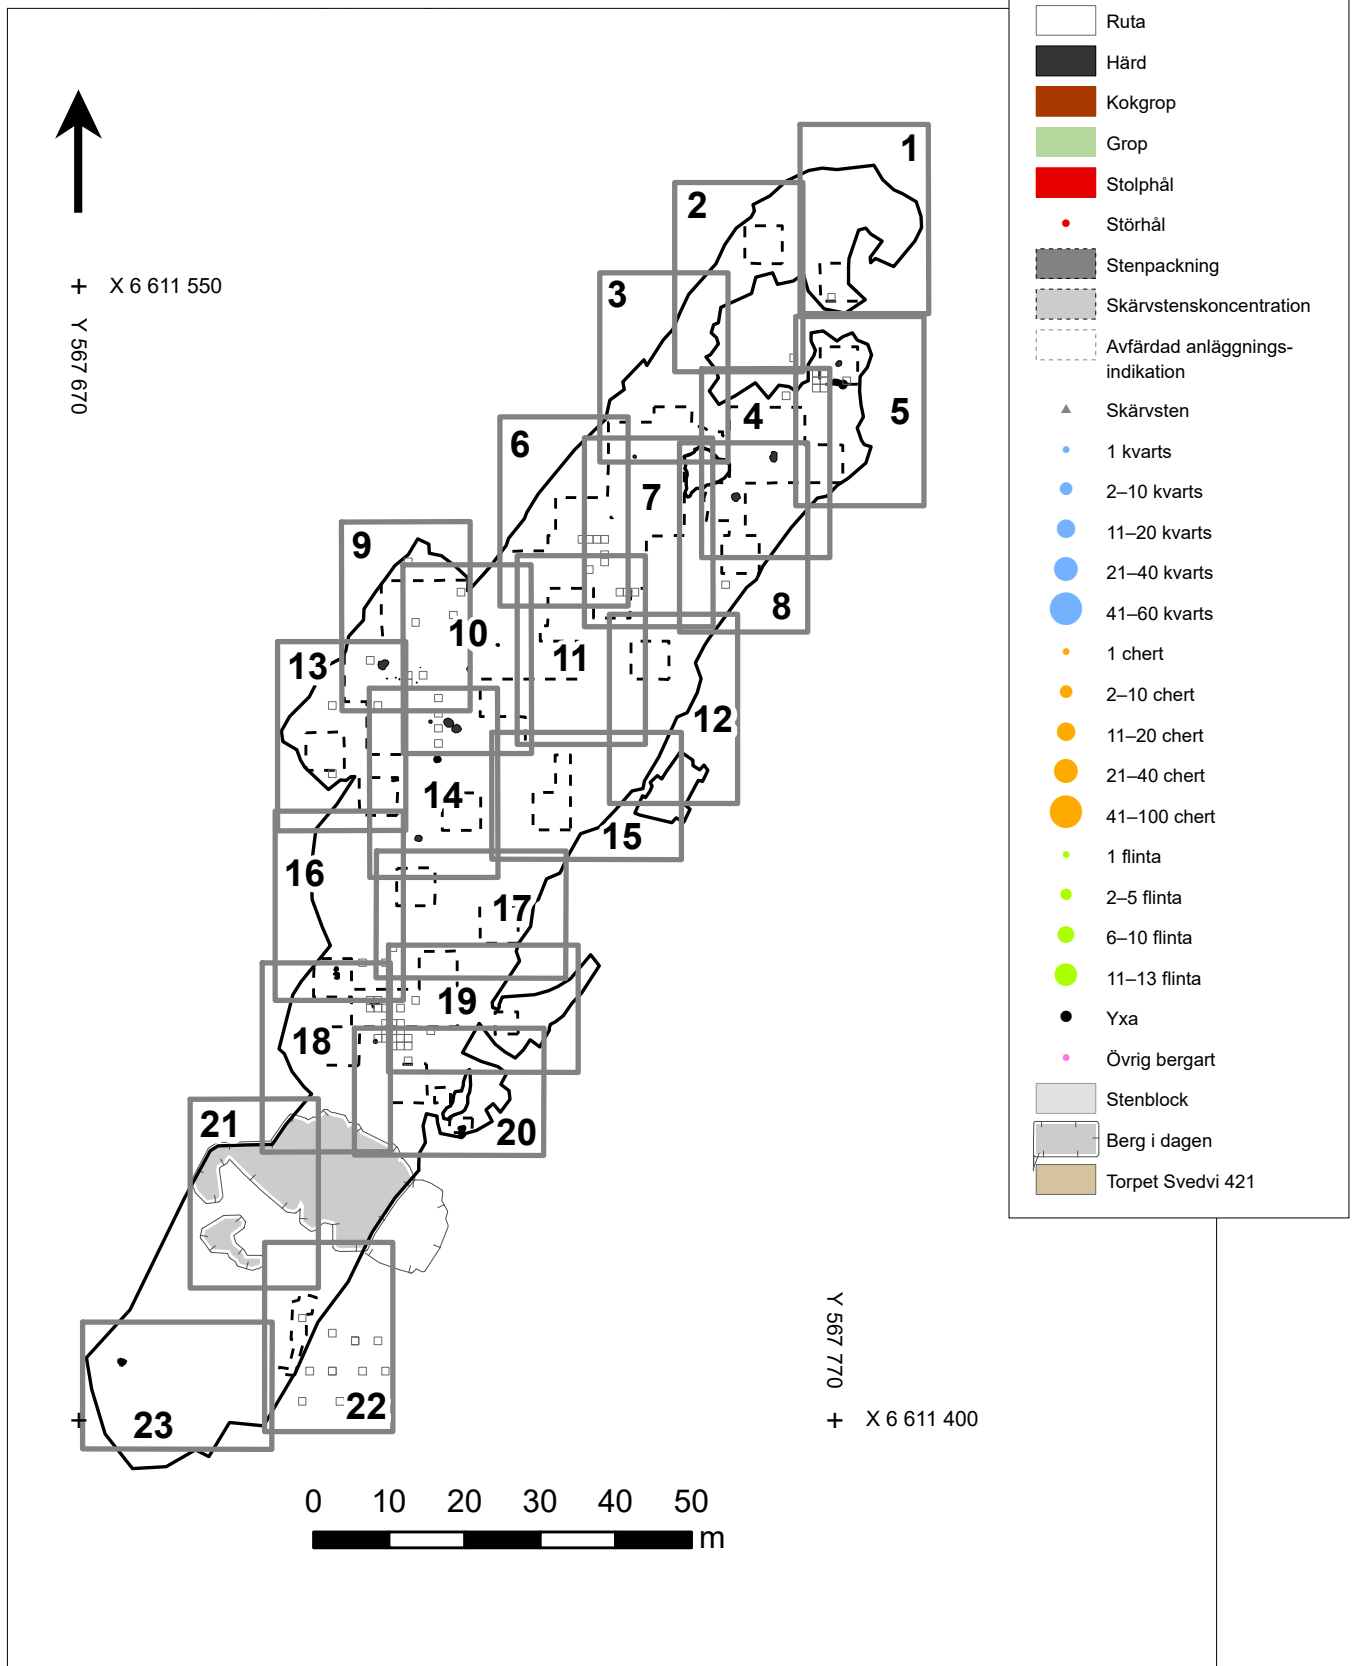 Ruta
Härd
Kokgrop
Grop
Stolphål
Störhål
Stenpackning
Skärvstenskoncentration
Avfärdad anläggnings-
indikation
Skärvsten
1 kvarts
2–10 kvarts
11–20 kvarts
21–40 kvarts
41–60 kvarts
1 chert
2–10 chert
11–20 chert
21–40 chert
41–100 chert
1 flinta
2–5 flinta
6–10 flinta
11–13 flinta
Yxa
Övrig bergart
Stenblock
Berg i dagen
Torpet Svedvi 421
X 6 611 550
Y 567 670
1
2
3
4
5
6
7
8
9
10
11
12
13
14
15
16
17
18
19
20
21
22
23
Y 567 770
X 6 611 400
0 10 20 30 40 50
m